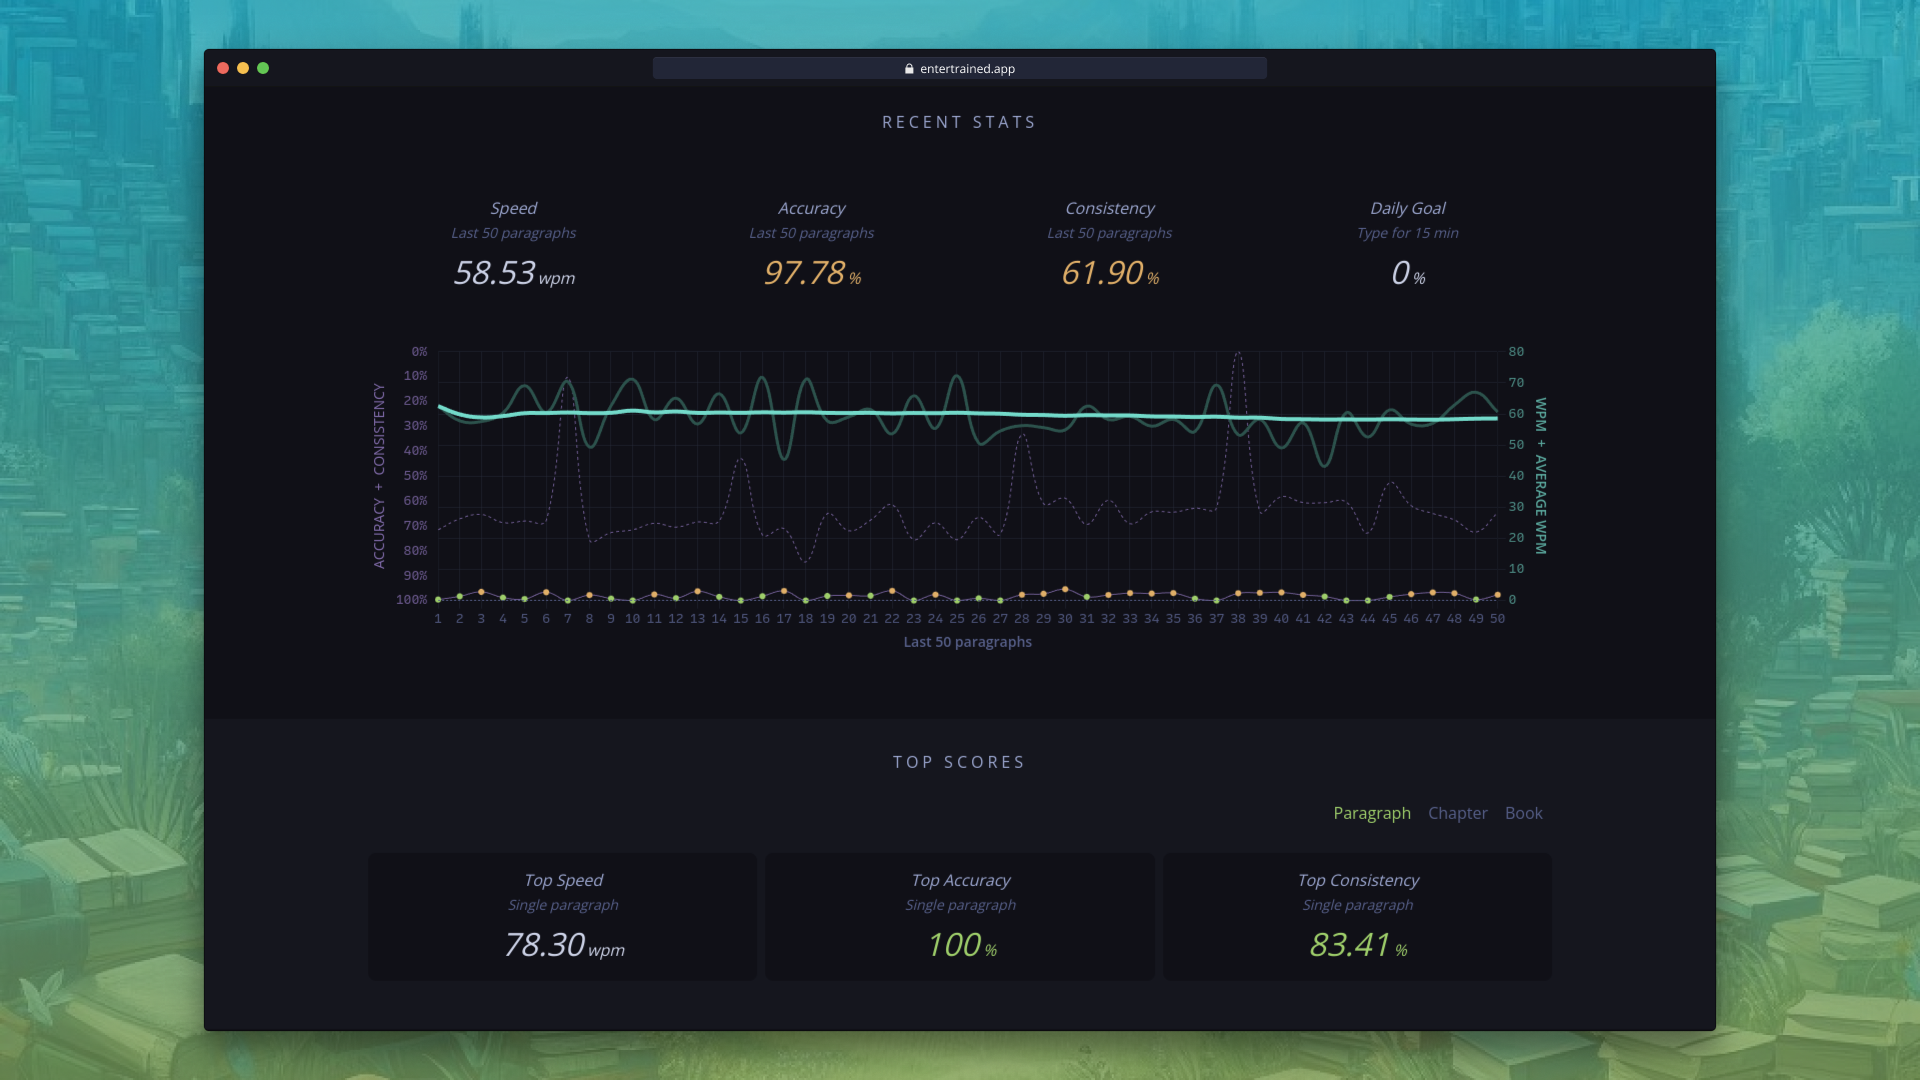 entertrained.app
RECENT STATS
Speed
Last 50 paragraphs
58.53 wpm
Accuracy
Last 50 paragraphs
97.78 %
Consistency
Last 50 paragraphs
61.90 %
Daily Goal
Type for 15 min
0 %
ACCURACY + CONSISTENCY
0%
10%
20%
30%
40%
50%
60%
70%
80%
90%
100%
80
70
60
50
40
30
20
10
0
WPM + AVERAGE WPM
1 2 3 4 5 6 7 8 9 10 11 12 13 14 15 16 17 18 19 20 21 22 23 24 25 26 27 28 29 30 31 32 33 34 35 36 37 38 39 40 41 42 43 44 45 46 47 48 49 50
Last 50 paragraphs
TOP SCORES
Paragraph Chapter Book
Top Speed
Single paragraph
78.30 wpm
Top Accuracy
Single paragraph
100 %
Top Consistency
Single paragraph
83.41 %